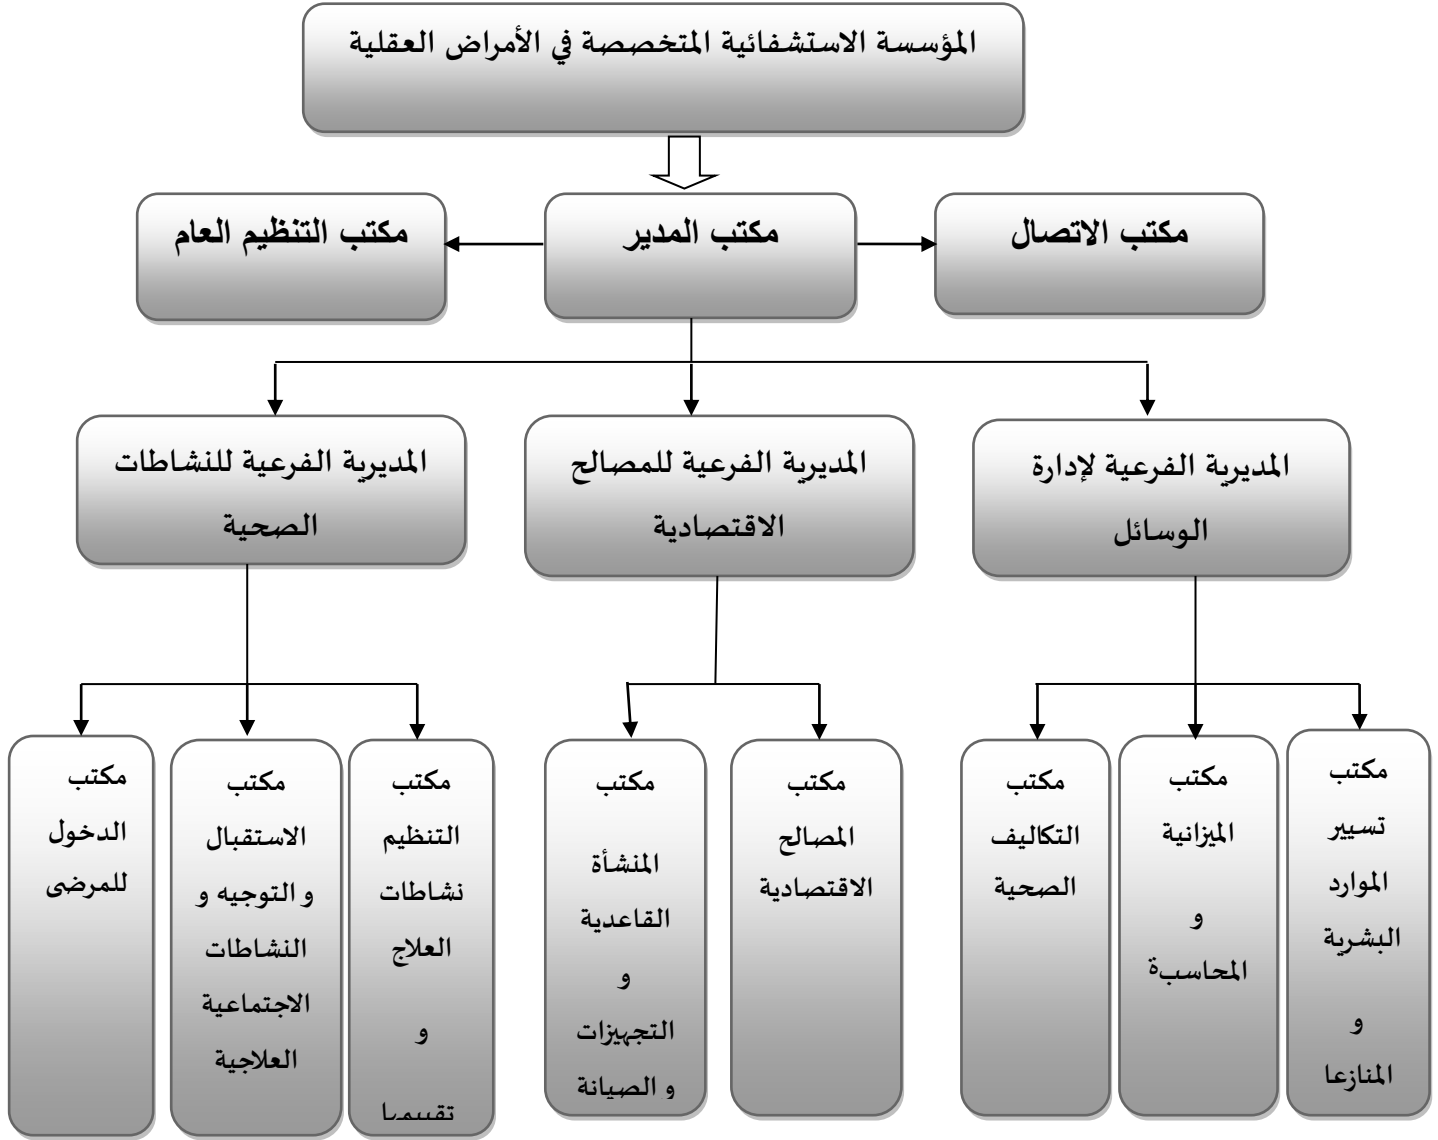 المؤسسة الاستشفائية المتخصصة في الأمراض العقلية
مكتب الاتصال
مكتب المدير
مكتب التنظيم العام
المديرية الفرعية لإدارة
الوسائل
المديرية الفرعية للمصالح
الاقتصادية
المديرية الفرعية للنشاطات
الصحية
مكتب
تسيير
الموارد
البشرية
و
المنازعا
مكتب
الميزانية
و
المحاسبة
مكتب
التكاليف
الصحية
مكتب
المصالح
الاقتصادية
مكتب
المنشأة
القاعدية
و
التجهيزات
و الصيانة
مكتب
التنظيم
نشاطات
العلاج
و
تقييمها
مكتب
الاستقبال
و التوجيه و
النشاطات
الاجتماعية
العلاجية
مكتب
الدخول
للمرضى